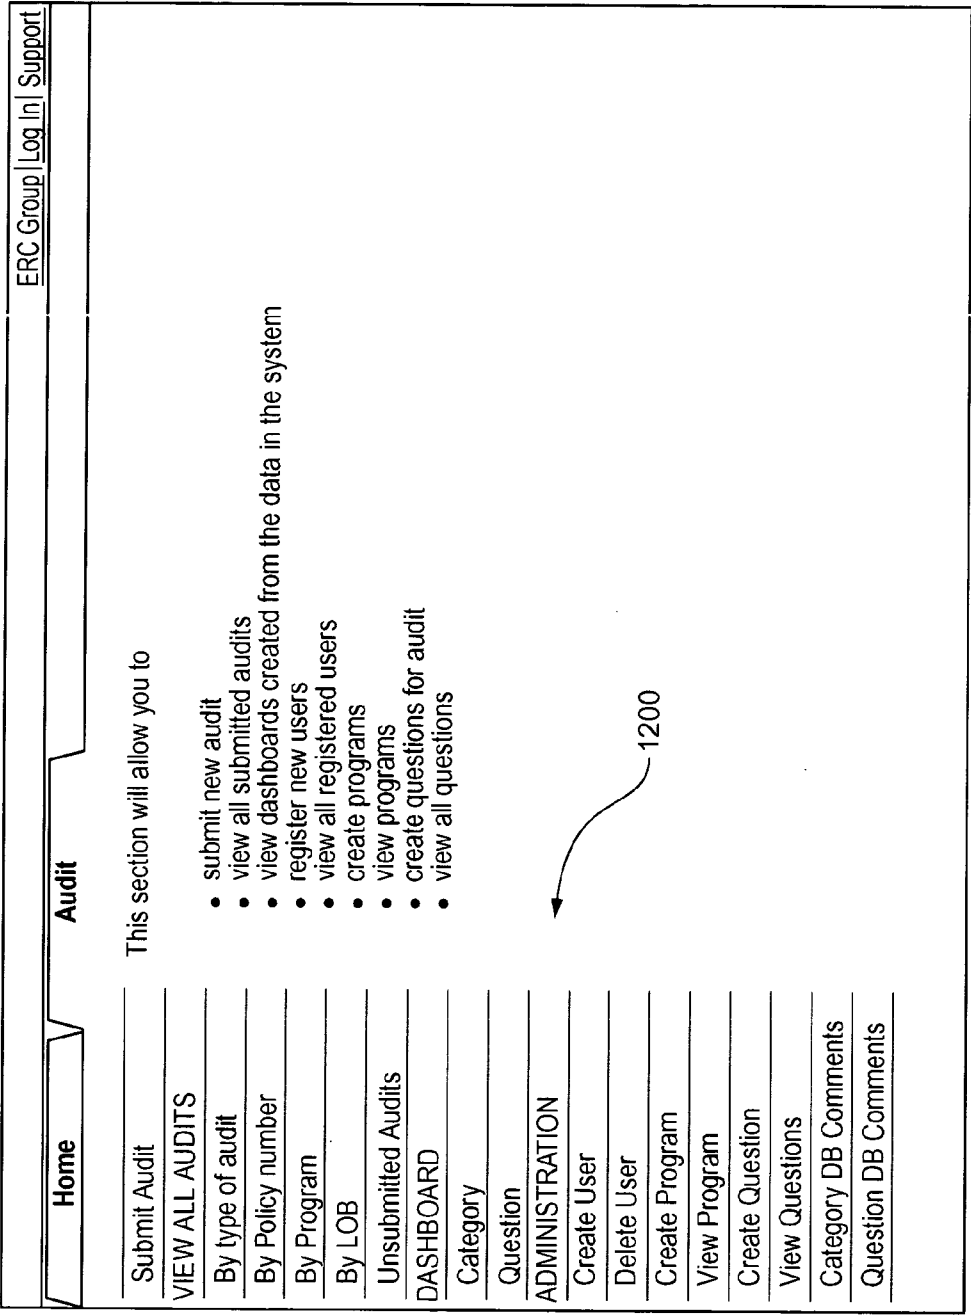 ERC Group | Log In | Support
Home
Audit
Submit Audit
VIEW ALL AUDITS
By type of audit
By Policy number
By Program
By LOB
Unsubmitted Audits
DASHBOARD
Category
Question
ADMINISTRATION
Create User
Delete User
Create Program
View Program
Create Question
View Questions
Category DB Comments
Question DB Comments
This section will allow you to
• submit new audit
• view all submitted audits
• view dashboards created from the data in the system
• register new users
• view all registered users
• create programs
• view programs
• create questions for audit
• view all questions
1200